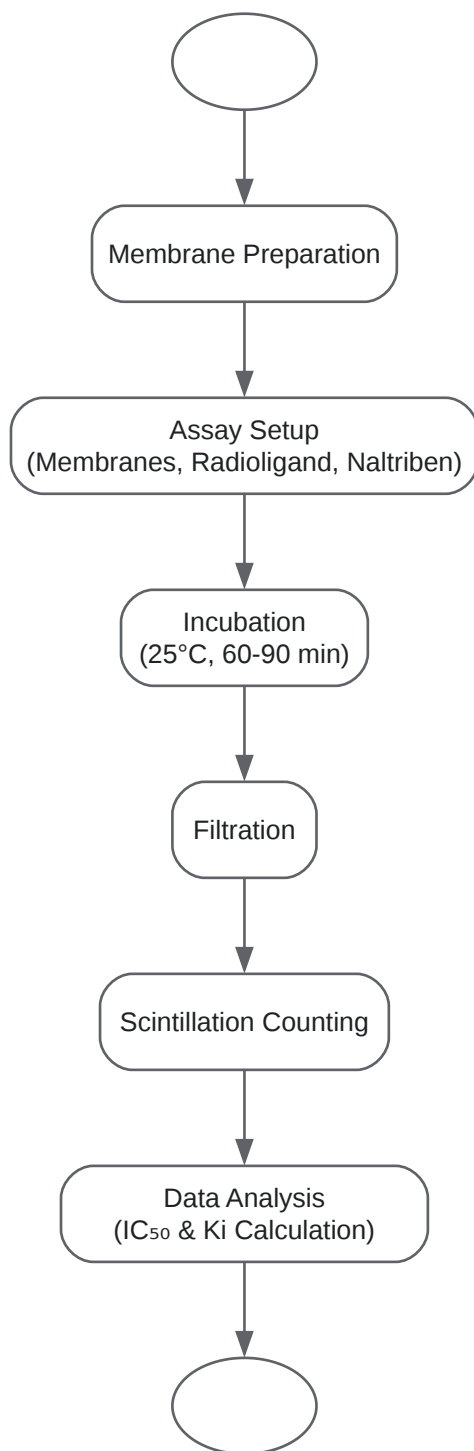 Membrane Preparation
Assay Setup
(Membranes, Radioligand, Naltriben)
Incubation
(25°C, 60-90 min)
Filtration
Scintillation Counting
Data Analysis
(IC₅₀ & Ki Calculation)